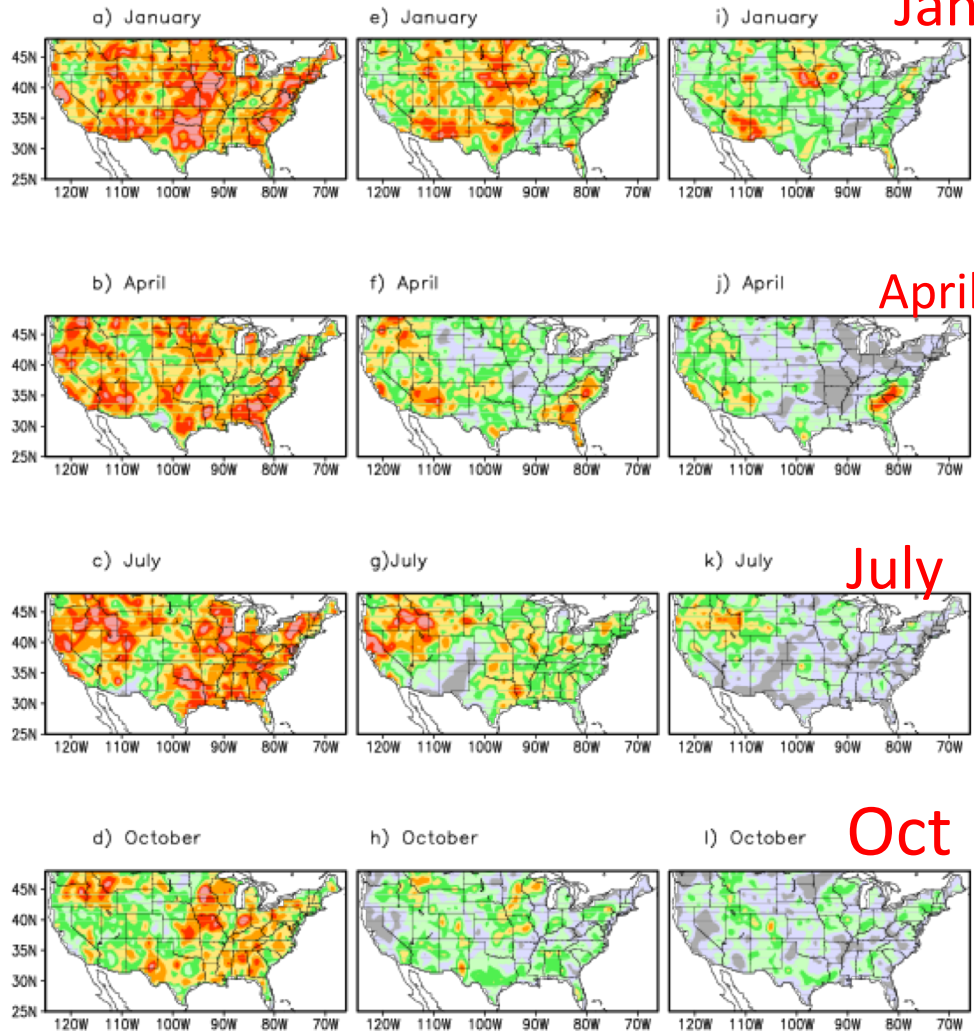 a) January
e) January
i) January
Jan
45N
40N
35N
30N
25N
120W 110W 100W 90W 80W 70W
120W 110W 100W 90W 80W 70W
120W 110W 100W 90W 80W 70W
b) April
f) April
j) April
April
45N
40N
35N
30N
25N
120W 110W 100W 90W 80W 70W
120W 110W 100W 90W 80W 70W
120W 110W 100W 90W 80W 70W
c) July
g)July
k) July
July
45N
40N
35N
30N
25N
120W 110W 100W 90W 80W 70W
120W 110W 100W 90W 80W 70W
120W 110W 100W 90W 80W 70W
d) October
h) October
l) October
Oct
45N
40N
35N
30N
25N
120W 110W 100W 90W 80W 70W
120W 110W 100W 90W 80W 70W
120W 110W 100W 90W 80W 70W